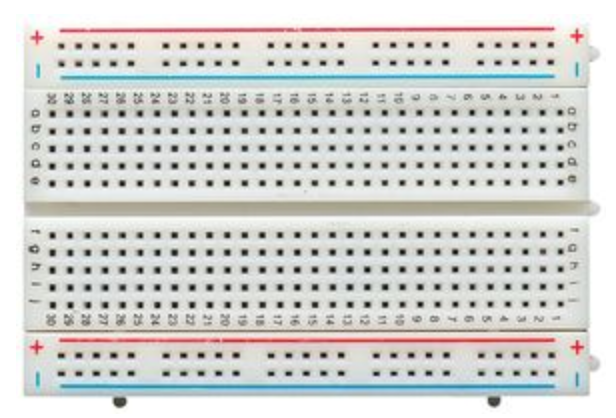 + +
- -
30 29 28 27 26 25 24 23 22 21 20 19 18 17 16 15 14 13 12 11 10 9 8 7 6 5 4 3 2 1
a a
b b
c c
d d
e e
f f
g g
h h
i i
j j
30 29 28 27 26 25 24 23 22 21 20 19 18 17 16 15 14 13 12 11 10 9 8 7 6 5 4 3 2 1
+ +
- -